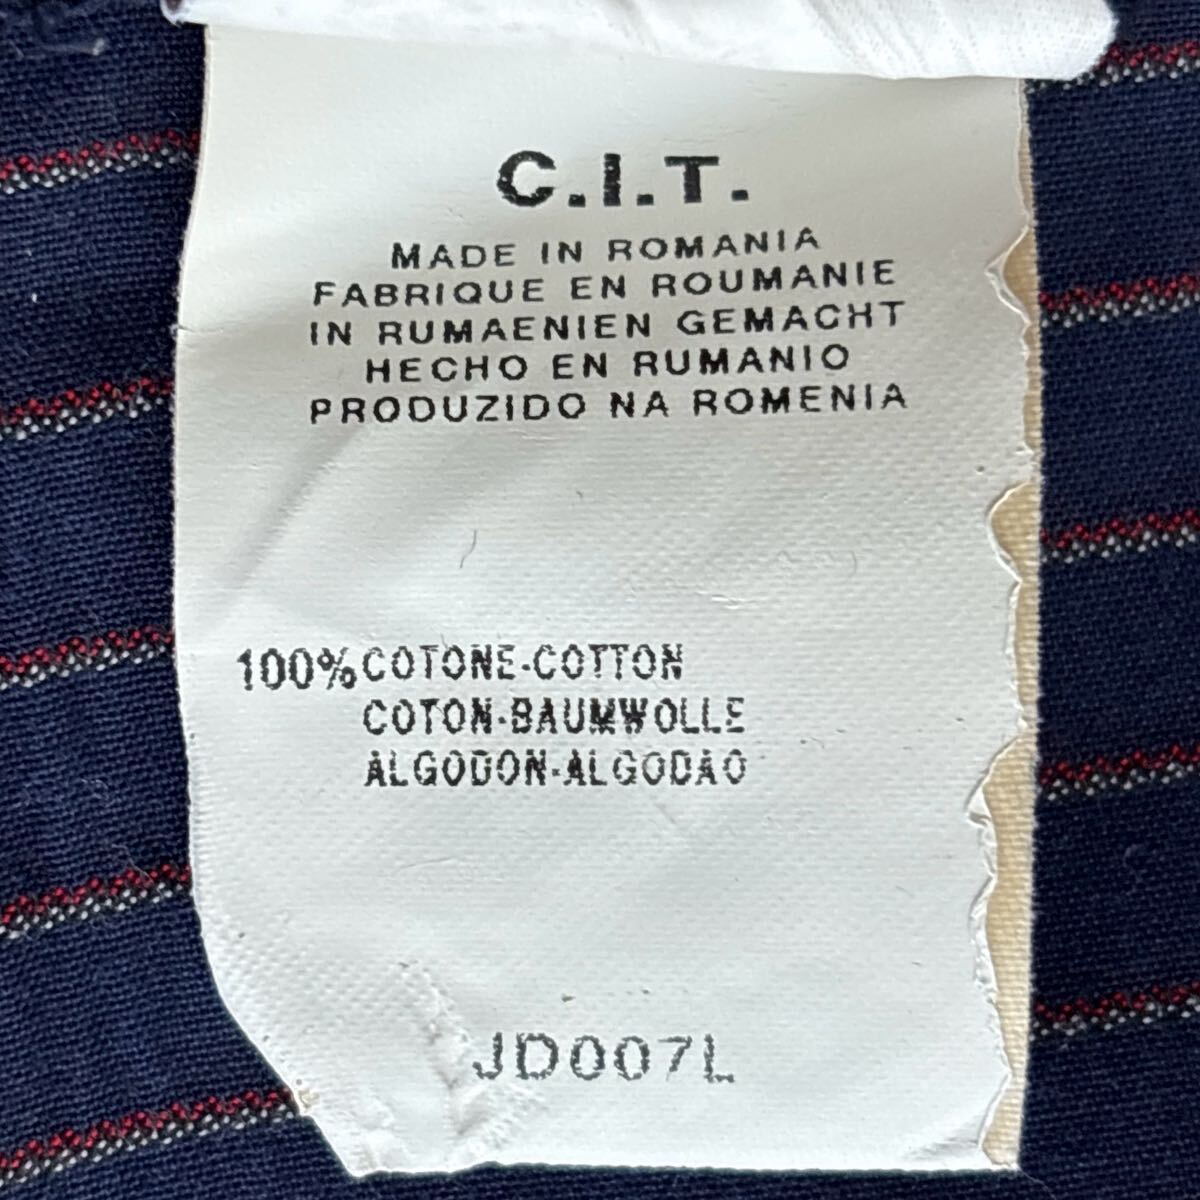 C.I.T.
MADE IN ROMANIA
FABRIQUE EN ROUMANIE
IN RUMAENIEN GEMACHT
HECHO EN RUMANIO
PRODUZIDO NA ROMENIA
100% COTONE-COTTON
COTON-BAUMWOLLE
ALGODON-ALGODAO
JD007L